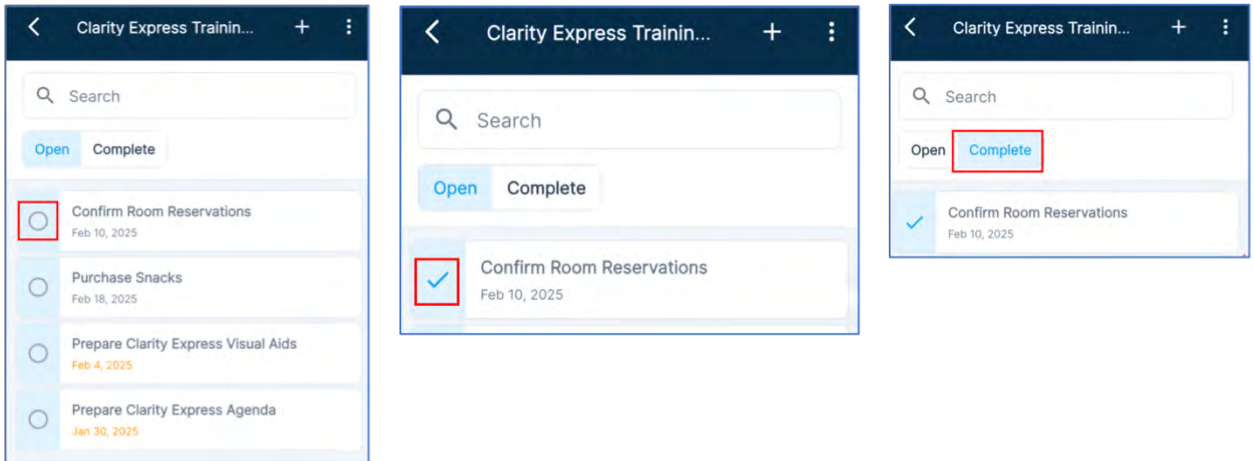 Clarity Express Trainin...
Search
Open Complete
Confirm Room Reservations
Feb 10, 2025
Purchase Snacks
Feb 18, 2025
Prepare Clarity Express Visual Aids
Feb 4, 2025
Prepare Clarity Express Agenda
Jan 30, 2025
Clarity Express Trainin...
Search
Open Complete
Confirm Room Reservations
Feb 10, 2025
Clarity Express Trainin...
Search
Open Complete
Confirm Room Reservations
Feb 10, 2025